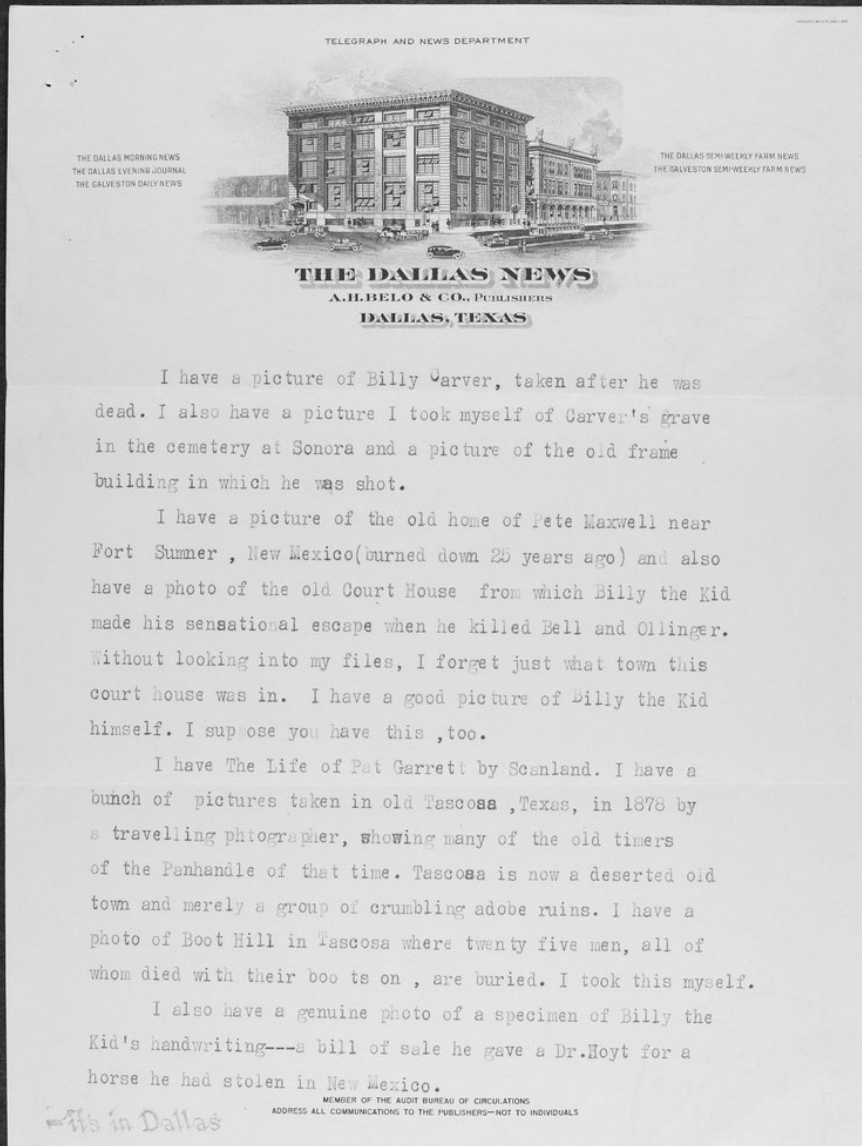 TELEGRAPH AND NEWS DEPARTMENT
THE DALLAS MORNING NEWS
THE DALLAS EVENING JOURNAL
THE GALVESTON DAILY NEWS
THE DALLAS SEMI-WEEKLY FARM NEWS
THE GALVESTON SEMI-WEEKLY FARM NEWS
THE DALLAS NEWS
A.H.BELO & CO., PUBLISHERS
DALLAS, TEXAS
I have a picture of Billy Carver, taken after he was
dead. I also have a picture I took myself of Carver's grave
in the cemetery at Sonora and a picture of the old frame
building in which he was shot.
I have a picture of the old home of Pete Maxwell near
Fort Sumner , New Mexico(burned down 25 years ago) and also
have a photo of the old Court House from which Billy the Kid
made his sensational escape when he killed Bell and Ollinger.
Without looking into my files, I forget just what town this
court house was in. I have a good picture of Billy the Kid
himself. I suppose you have this ,too.
I have The Life of Pat Garrett by Scanland. I have a
bunch of pictures taken in old Tascosa ,Texas, in 1878 by
a travelling phtographer, showing many of the old timers
of the Panhandle of that time. Tascosa is now a deserted old
town and merely a group of crumbling adobe ruins. I have a
photo of Boot Hill in Tascosa where twenty five men, all of
whom died with their boo ts on , are buried. I took this myself.
I also have a genuine photo of a specimen of Billy the
Kid's handwriting---a bill of sale he gave a Dr.Hoyt for a
horse he had stolen in New Mexico.
MEMBER OF THE AUDIT BUREAU OF CIRCULATIONS
ADDRESS ALL COMMUNICATIONS TO THE PUBLISHERS—NOT TO INDIVIDUALS
-it's in Dallas